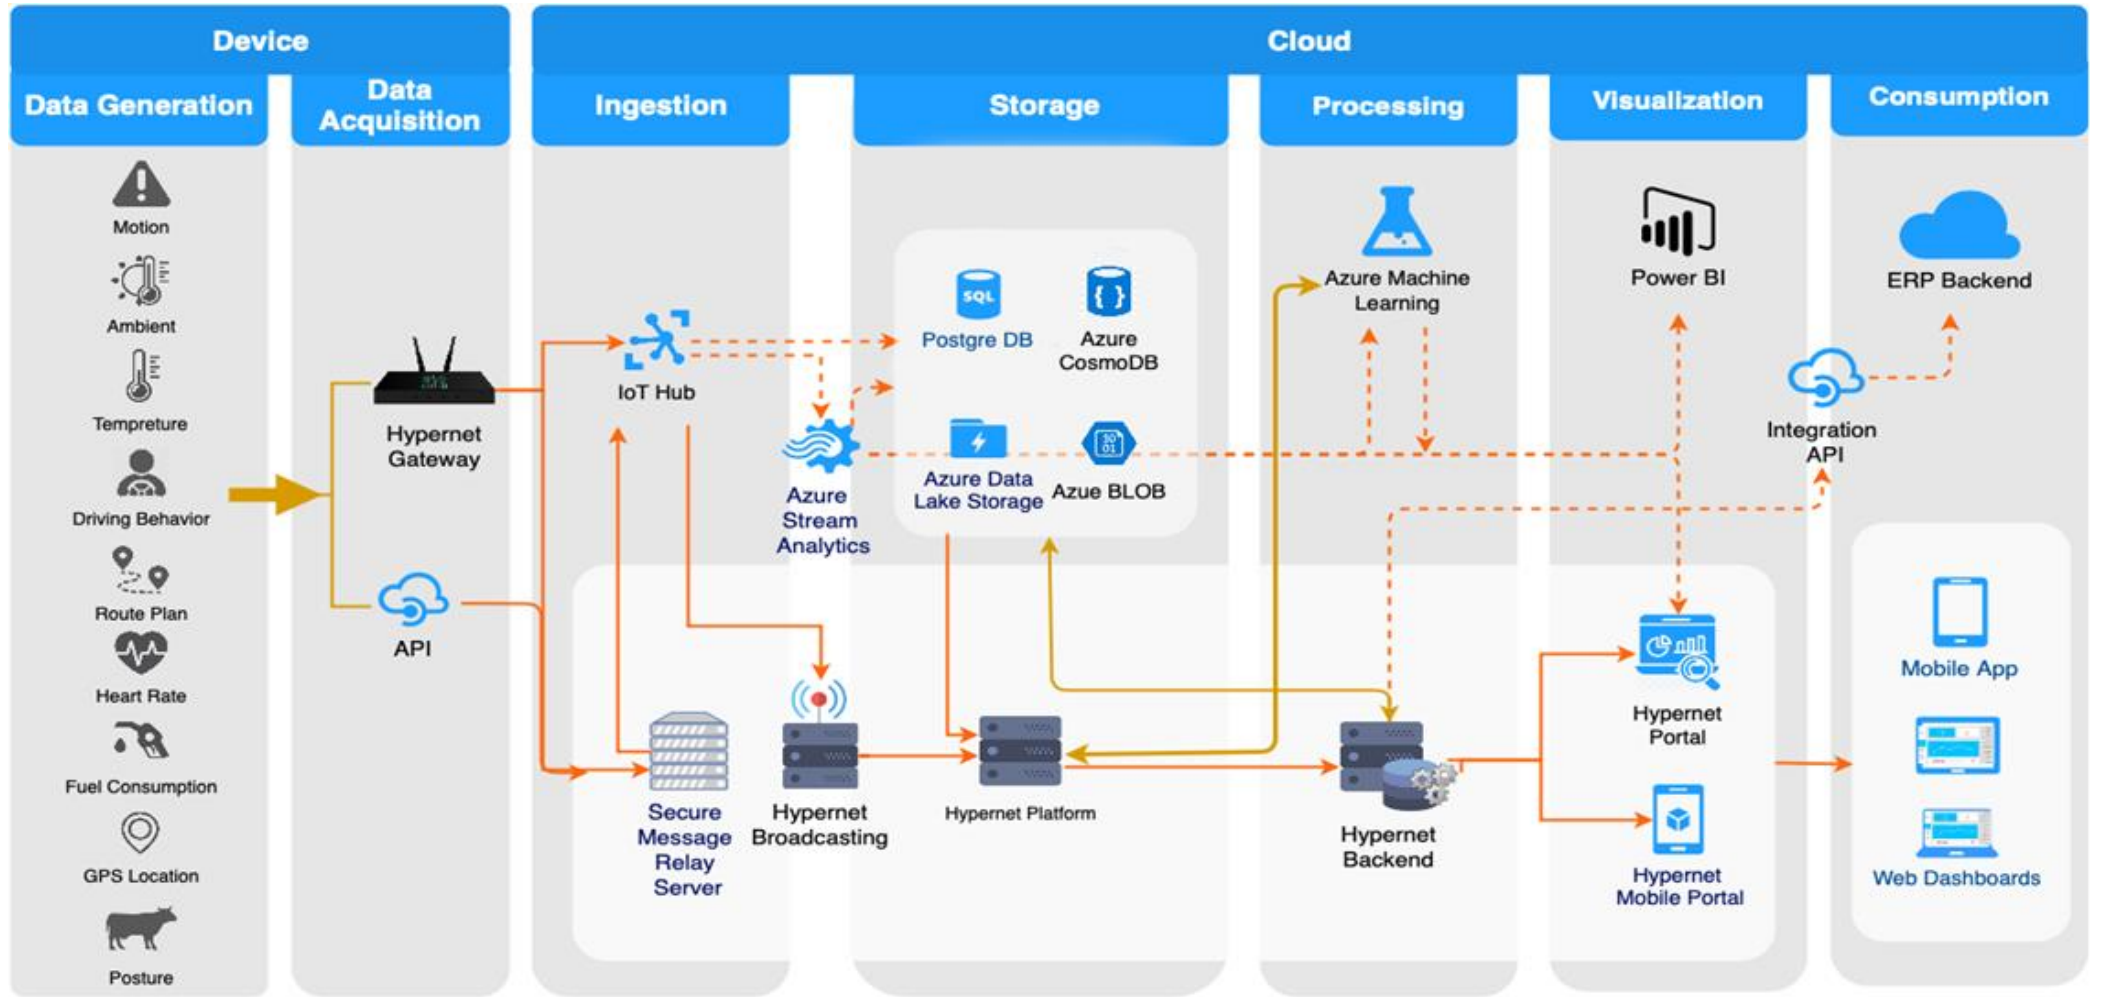 Device
Cloud
Data Generation
Data
Acquisition
Ingestion
Storage
Processing
Visualization
Consumption
Motion
Ambient
Tempreture
Driving Behavior
Route Plan
Heart Rate
Fuel Consumption
GPS Location
Posture
Hypernet
Gateway
API
IoT Hub
Azure
Stream
Analytics
Secure
Message
Relay
Server
Hypernet
Broadcasting
SQL
Postgre DB
{ }
Azure
CosmoDB
Azure Data
Lake Storage
10
01
Azue BLOB
Hypernet Platform
Azure Machine
Learning
Hypernet
Backend
Power BI
Hypernet
Portal
Hypernet
Mobile Portal
ERP Backend
Integration
API
Mobile App
Web Dashboards